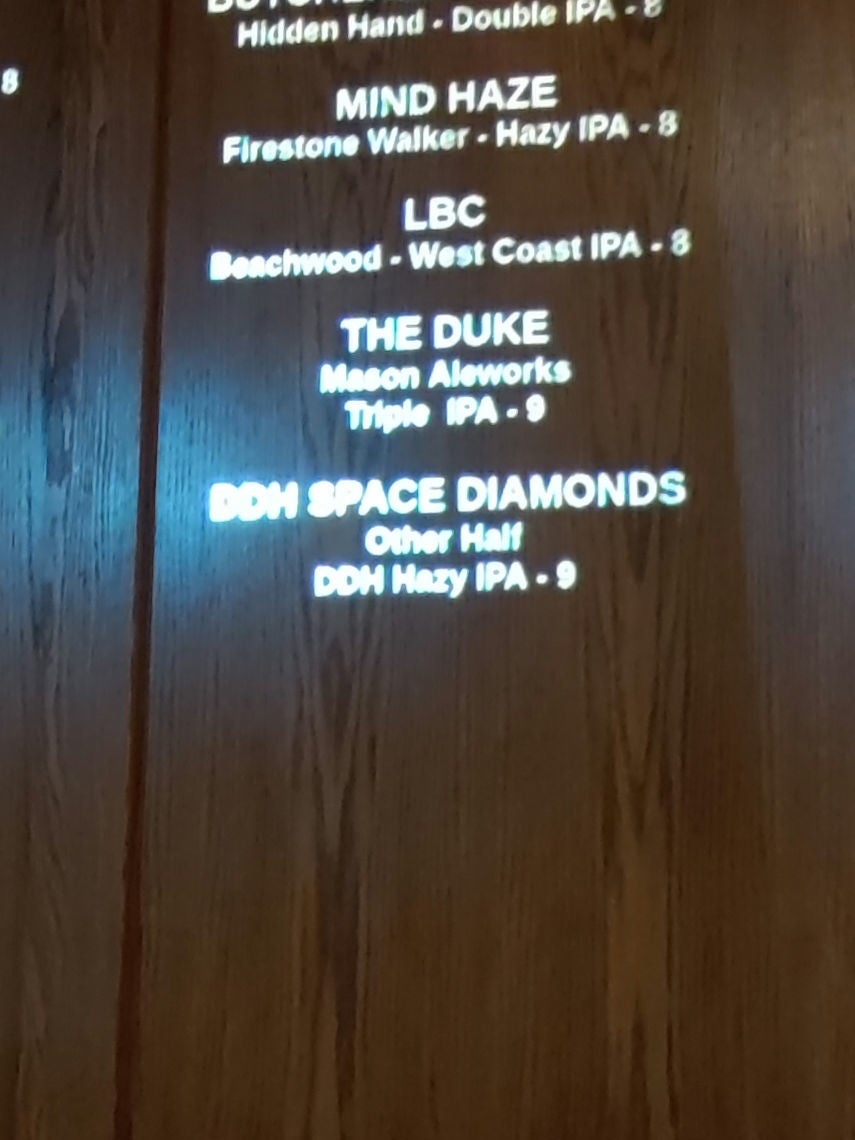 Hidden Hand - Double IPA - 8
8
MIND HAZE
Firestone Walker - Hazy IPA - 8
LBC
Beachwood - West Coast IPA - 8
THE DUKE
Mason Aleworks
Triple IPA - 9
DDH SPACE DIAMONDS
Other Half
DDH Hazy IPA - 9